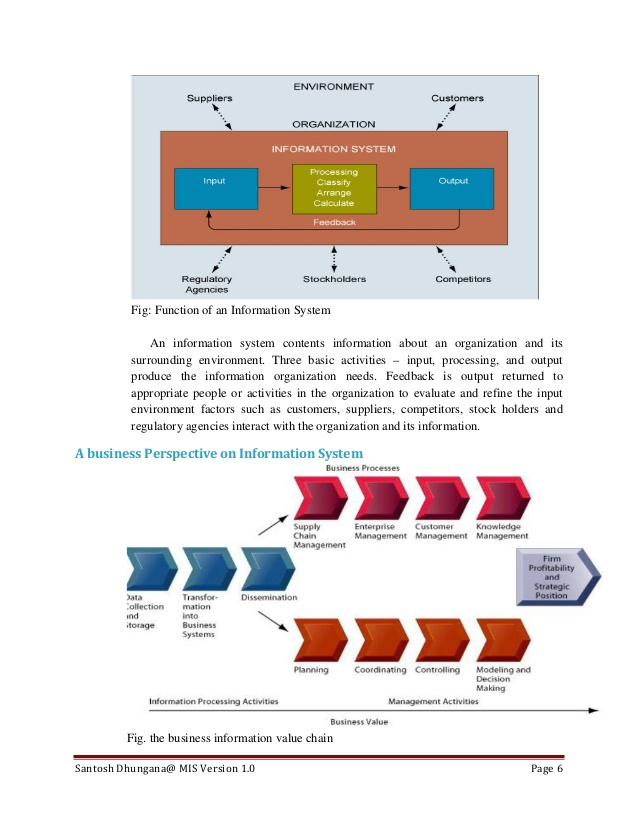 ENVIRONMENT
Suppliers
Customers
ORGANIZATION
INFORMATION SYSTEM
Input
Processing
Classify
Arrange
Calculate
Output
Feedback
Regulatory
Agencies
Stockholders
Competitors
Fig: Function of an Information System
An information system contents information about an organization and its
surrounding environment. Three basic activities – input, processing, and output
produce the information organization needs. Feedback is output returned to
appropriate people or activities in the organization to evaluate and refine the input
environment factors such as customers, suppliers, competitors, stock holders and
regulatory agencies interact with the organization and its information.
A business Perspective on Information System
Business Processes
Supply
Chain
Management
Enterprise
Management
Customer
Management
Knowledge
Management
Data
Collection
and
Storage
Transfor-
mation
into
Business
Systems
Dissemination
Firm
Profitability
and
Strategic
Position
Planning
Coordinating
Controlling
Modeling and
Decision
Making
Information Processing Activities
Management Activities
Business Value
Fig. the business information value chain
Santosh Dhungana@ MIS Version 1.0 Page 6